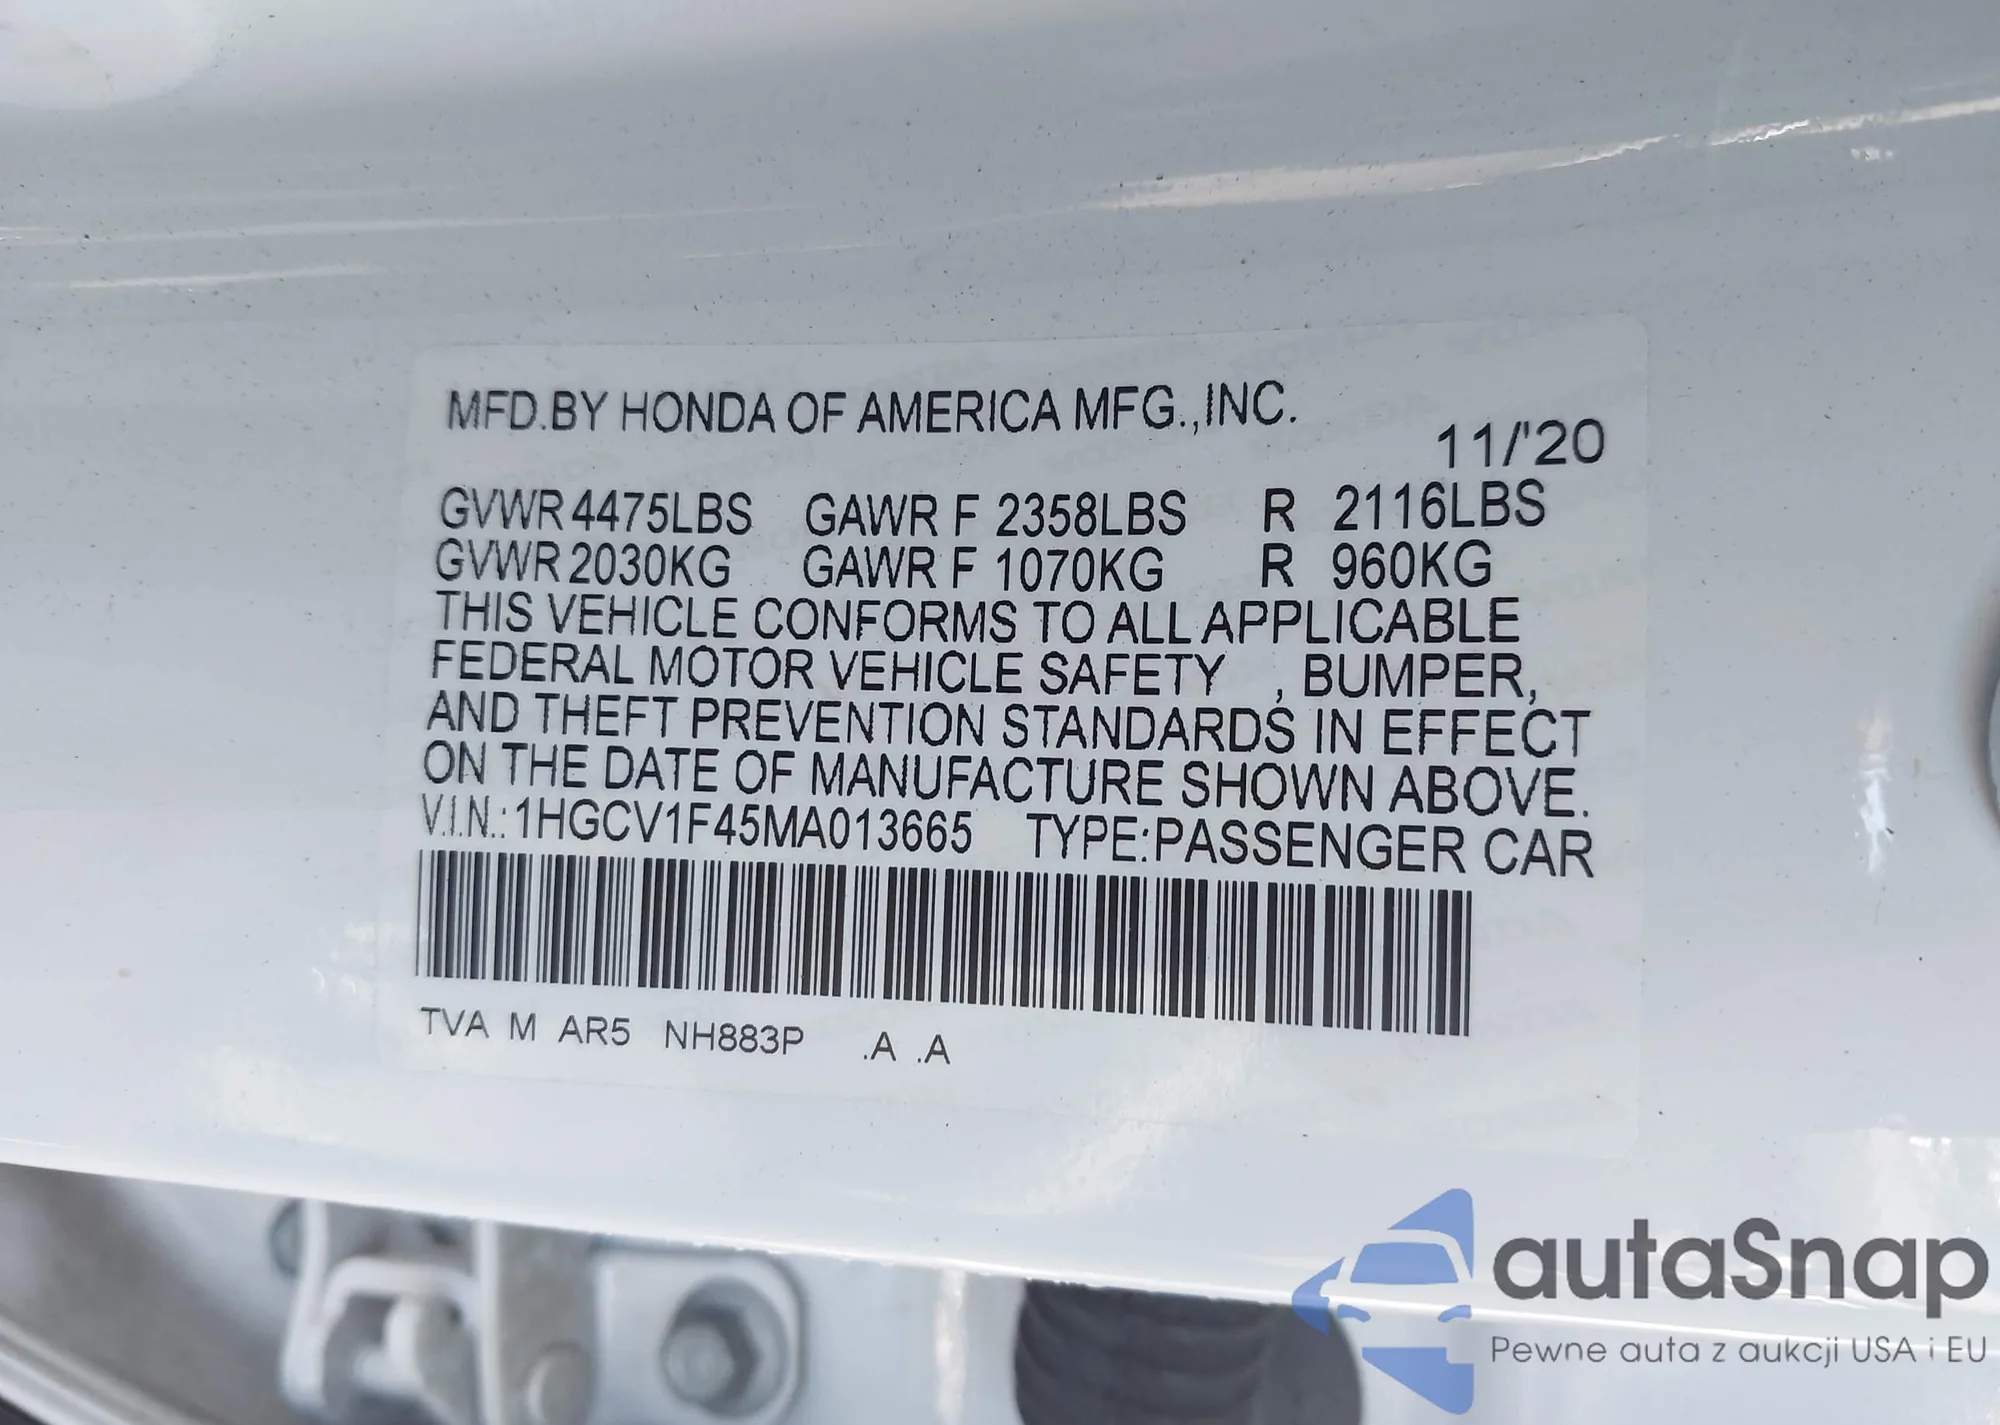 MFD.BY HONDA OF AMERICA MFG.,INC.
11/'20
GVWR 4475LBS GAWR F 2358LBS R 2116LBS
GVWR 2030KG GAWR F 1070KG R 960KG
THIS VEHICLE CONFORMS TO ALL APPLICABLE
FEDERAL MOTOR VEHICLE SAFETY , BUMPER,
AND THEFT PREVENTION STANDARDS IN EFFECT
ON THE DATE OF MANUFACTURE SHOWN ABOVE.
V.I.N.:1HGCV1F45MA013665 TYPE:PASSENGER CAR
TVA M AR5 NH883P .A .A
autaSnap
Pewne auta z aukcji USA i EU